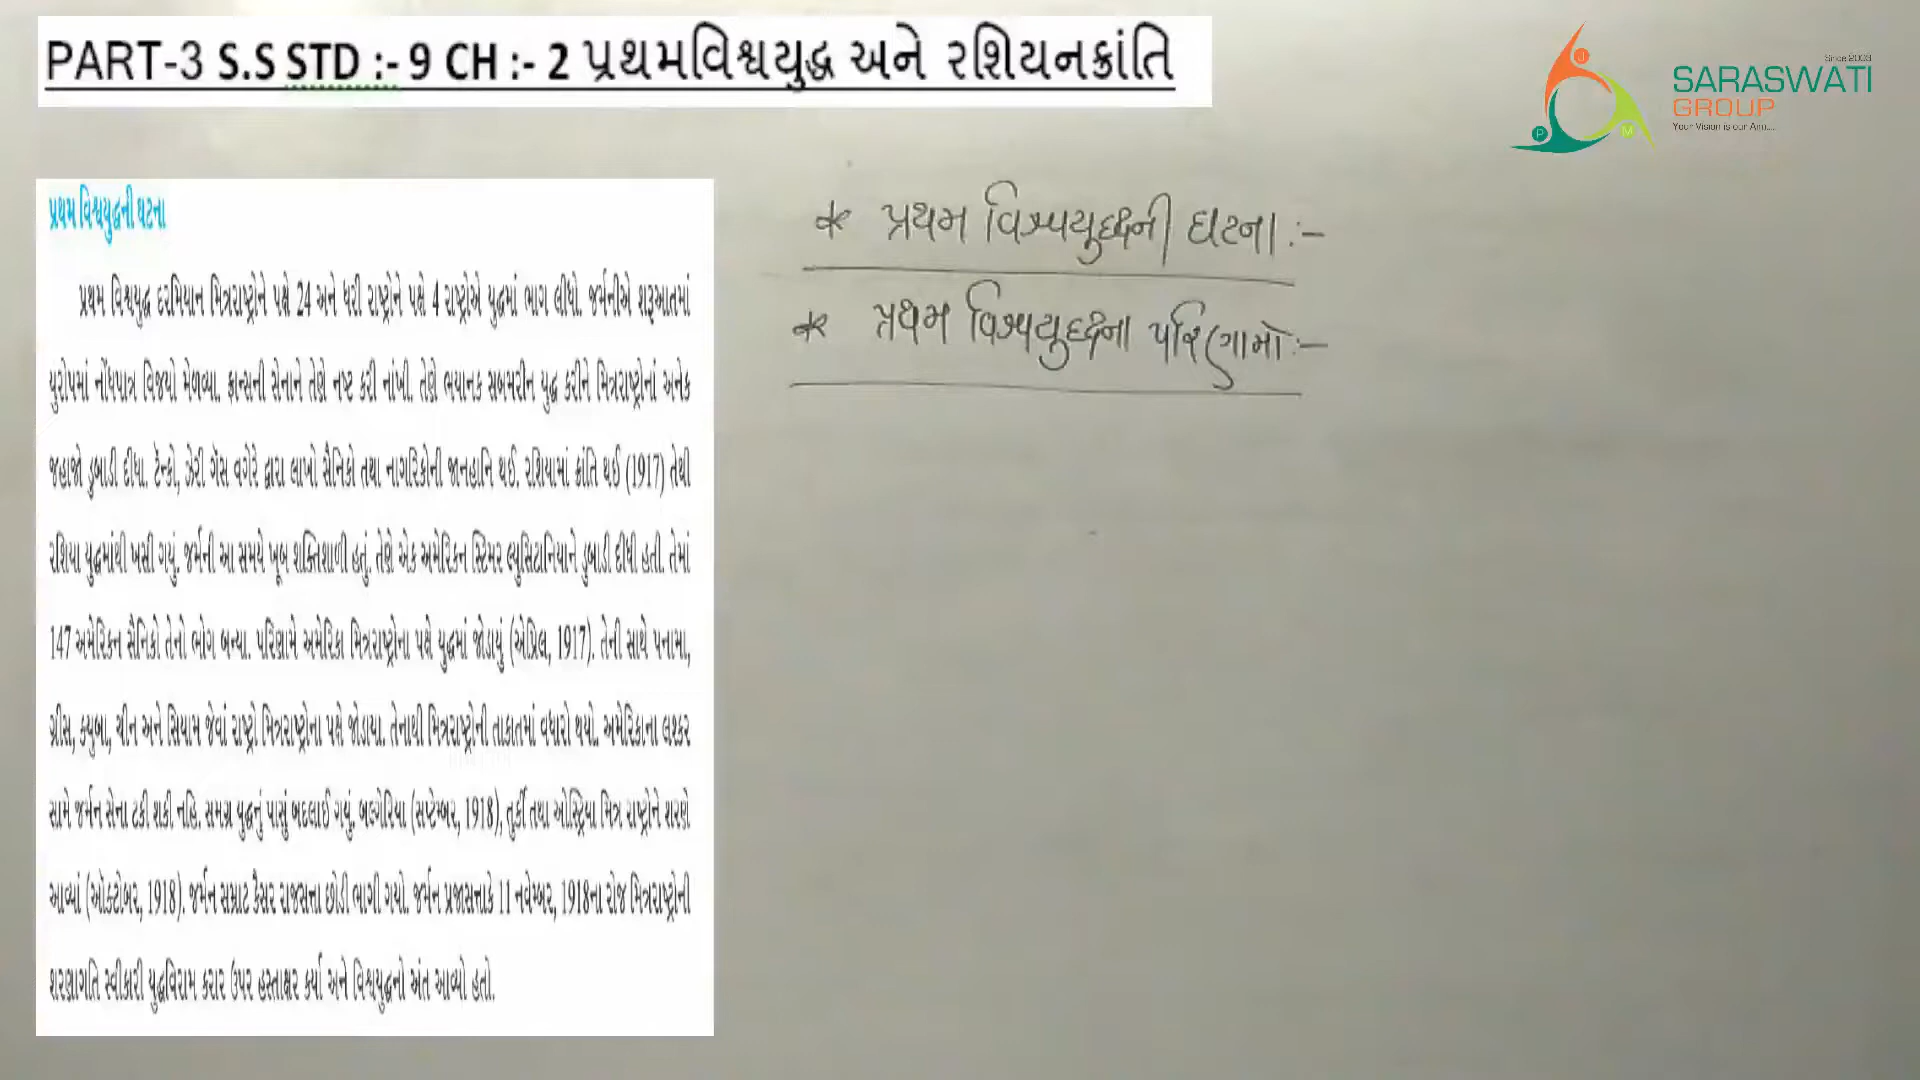 PART-3 S.S STD :- 9 CH :- 2 પ્રથમવિશ્વયુદ્ધ અને રશિયનક્રાંતિ
Since 2003
SARASWATI
GROUP
Your Vision is our Aim....
J
P
M
પ્રથમ વિશ્વયુદ્ધની ઘટના
પ્રથમ વિશ્વયુદ્ધ દરમિયાન મિત્રરાષ્ટ્રોને પક્ષે 24 અને ધરી રાષ્ટ્રોને પક્ષે 4 રાષ્ટ્રોએ યુદ્ધમાં ભાગ લીધો. જર્મનીએ શરૂઆતમાં
યુરોપમાં નોંધપાત્ર વિજયો મેળવ્યા. ફ્રાન્સની સેનાને તેણે નષ્ટ કરી નાંખી. તેણે ભયાનક સબમરીન યુદ્ધ કરીને મિત્રરાષ્ટ્રોનાં અનેક
જહાજો ડુબાડી દીધા. ટૅન્કો, ઝેરી ગૅસ વગેરે દ્વારા લાખો સૈનિકો તથા નાગરિકોની જાનહાનિ થઈ. રશિયામાં ક્રાંતિ થઈ (1917) તેથી
રશિયા યુદ્ધમાંથી ખસી ગયું. જર્મની આ સમયે ખૂબ શક્તિશાળી હતું. તેણે એક અમેરિકન સ્ટિમર લ્યુસિટાનિયાને ડુબાડી દીધી હતી. તેમાં
147 અમેરિકન સૈનિકો તેનો ભોગ બન્યા. પરિણામે અમેરિકા મિત્રરાષ્ટ્રોના પક્ષે યુદ્ધમાં જોડાયું (એપ્રિલ, 1917). તેની સાથે પનામા,
ગ્રીસ, ક્યુબા, ચીન અને સિયામ જેવાં રાષ્ટ્રો મિત્રરાષ્ટ્રોના પક્ષે જોડાયા. તેનાથી મિત્રરાષ્ટ્રોની તાકાતમાં વધારો થયો. અમેરિકાના લશ્કર
સામે જર્મન સેના ટકી શકી નહિ. સમગ્ર યુદ્ધનું પાસું બદલાઈ ગયું. બલ્ગેરિયા (સપ્ટેમ્બર, 1918), તુર્કી તથા ઓસ્ટ્રિયા મિત્ર રાષ્ટ્રોને શરણે
આવ્યાં (ઑક્ટોબર, 1918). જર્મન સમ્રાટ કૈસર રાજસત્તા છોડી ભાગી ગયો. જર્મન પ્રજાસત્તાકે 11 નવેમ્બર, 1918ના રોજ મિત્રરાષ્ટ્રોની
શરણાગતિ સ્વીકારી યુદ્ધવિરામ કરાર ઉપર હસ્તાક્ષર કર્યા અને વિશ્વયુદ્ધનો અંત આવ્યો હતો.
* પ્રથમ વિશ્વયુદ્ધની ઘટના :-
* પ્રથમ વિશ્વયુદ્ધના પરિણામો :-